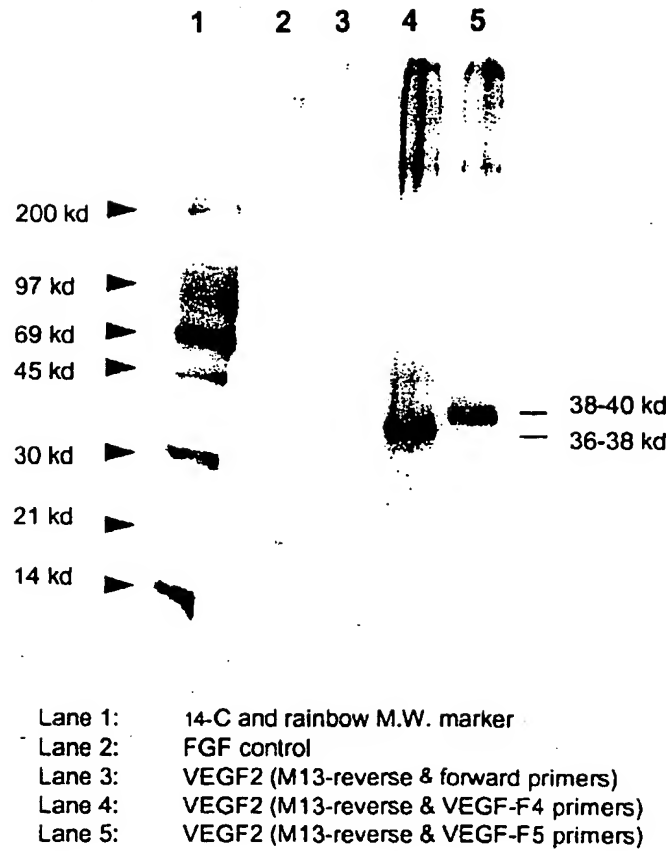 1 2 3 4 5
200 kd
97 kd
69 kd
45 kd
38-40 kd
36-38 kd
30 kd
21 kd
14 kd
Lane 1: 14-C and rainbow M.W. marker
Lane 2: FGF control
Lane 3: VEGF2 (M13-reverse & forward primers)
Lane 4: VEGF2 (M13-reverse & VEGF-F4 primers)
Lane 5: VEGF2 (M13-reverse & VEGF-F5 primers)